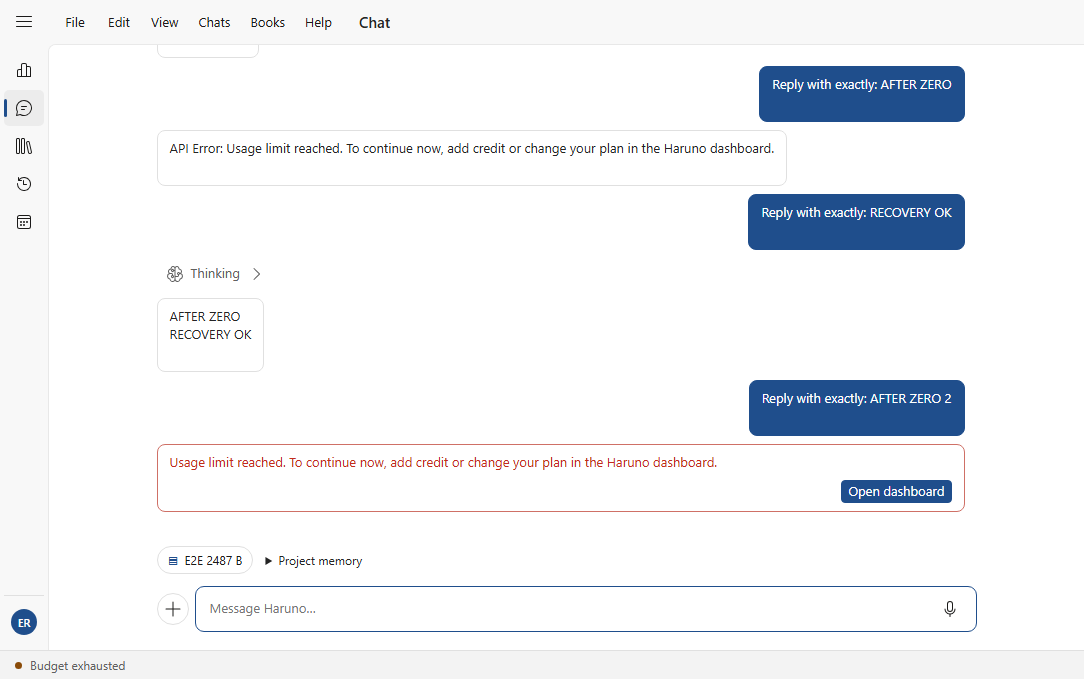 File Edit View Chats Books Help Chat
Reply with exactly: AFTER ZERO
API Error: Usage limit reached. To continue now, add credit or change your plan in the Haruno dashboard.
Reply with exactly: RECOVERY OK
Thinking
AFTER ZERO
RECOVERY OK
Reply with exactly: AFTER ZERO 2
Usage limit reached. To continue now, add credit or change your plan in the Haruno dashboard.
Open dashboard
E2E 2487 B Project memory
Message Haruno...
ER
Budget exhausted